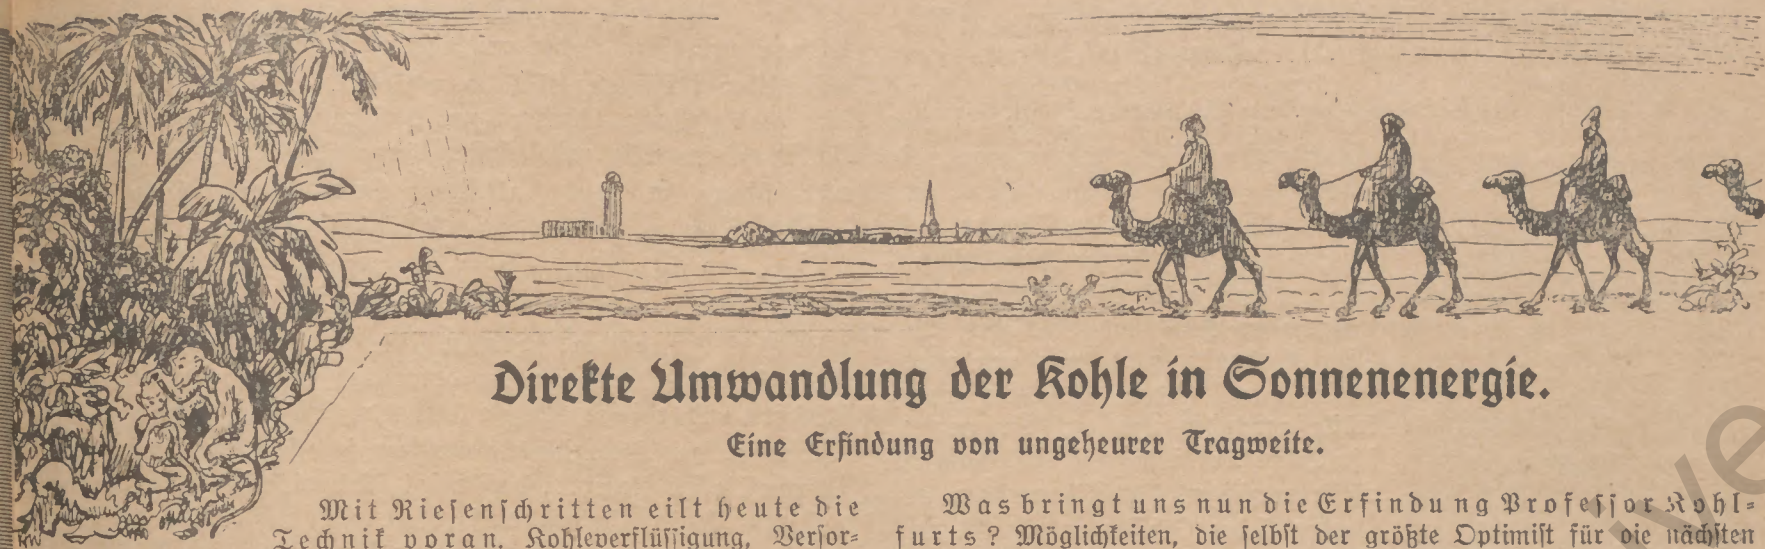 Direkte Umwandlung der Kohle in Sonnenenergie.
Eine Erfindung von ungeheurer Tragweite.
Mit Riesenschritten eilt heute die
Technik voran. Kohleverflüssigung, Versor-
Was bringt uns nun die Erfindung Professor Kohl-
furts? Möglichkeiten, die selbst der größte Optimist für die nächsten